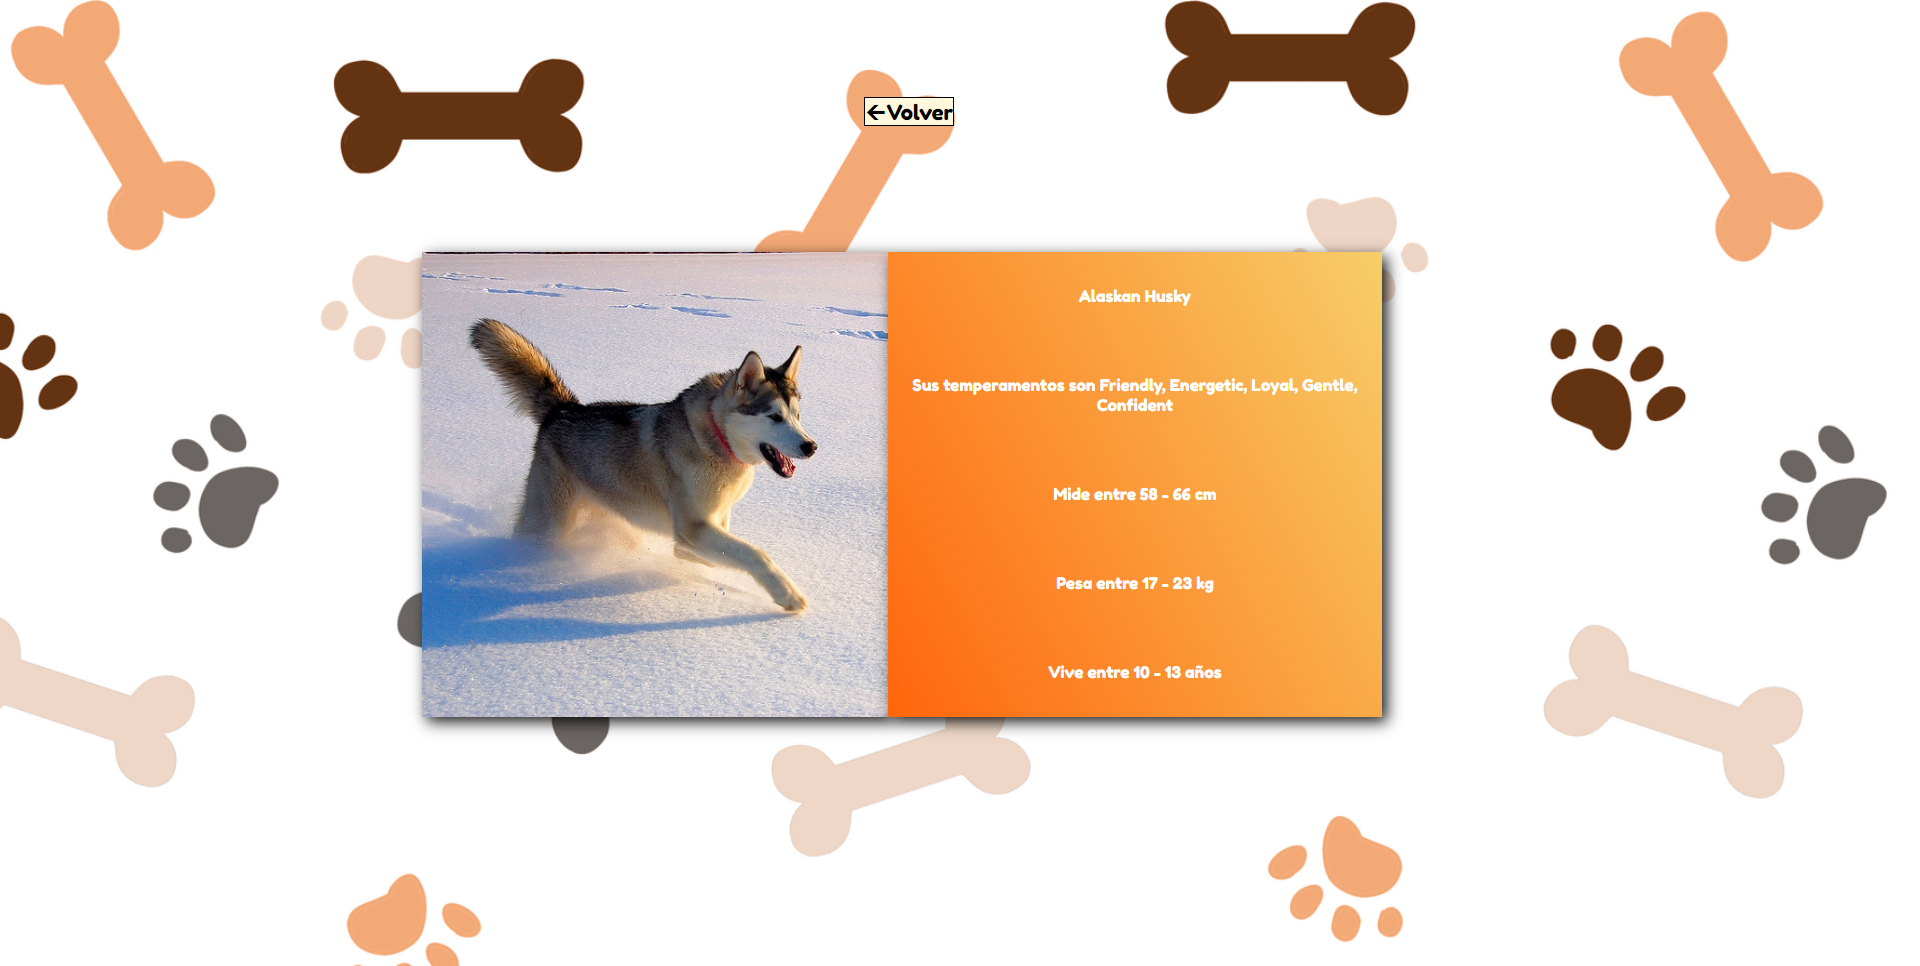 ←Volver
Alaskan Husky
Sus temperamentos son Friendly, Energetic, Loyal, Gentle,
Confident
Mide entre 58 - 66 cm
Pesa entre 17 - 23 kg
Vive entre 10 - 13 años